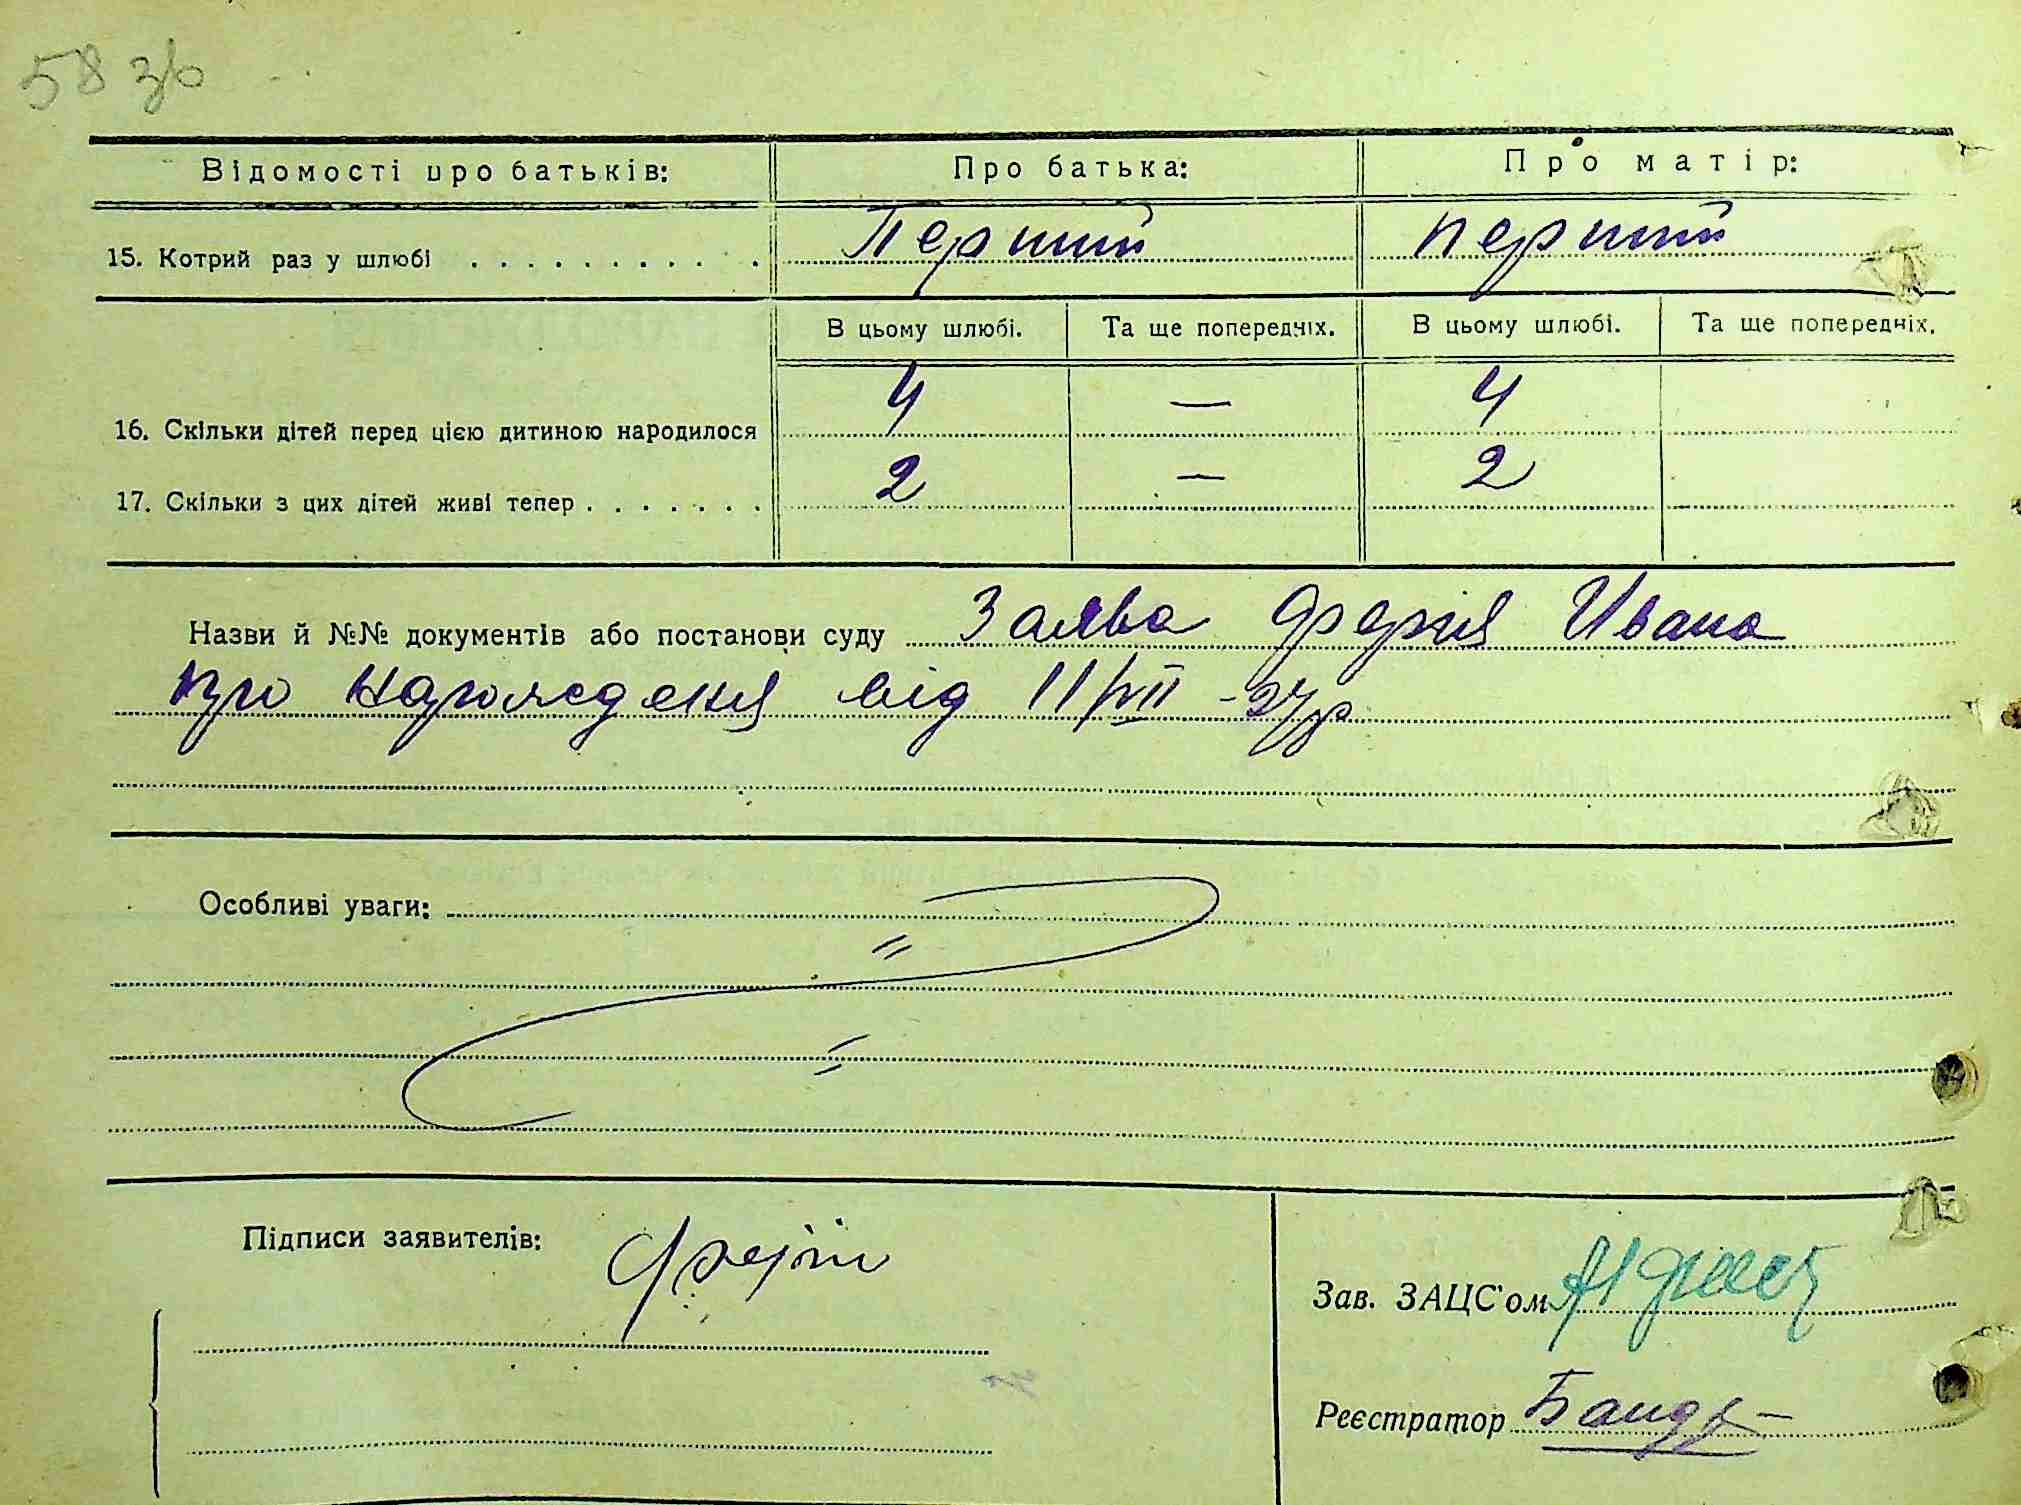 58 зв
Відомості про батьків: Про батька: Про матір:
15. Котрий раз у шлюбі . . . . . . . . . . . Перший перший
В цьому шлюбі. Та ще попередніх. В цьому шлюбі. Та ще попередніх.
16. Скільки дітей перед цією дитиною народилося 4 — 4
17. Скільки з цих дітей живі тепер . . . . . . . 2 — 2
Назви й №№ документів або постанови суду Заява Ивана
про народження від 11/VII - 27р
Особливі уваги:
Підписи заявителів:
Зав. ЗАЦС'ом
Реєстратор